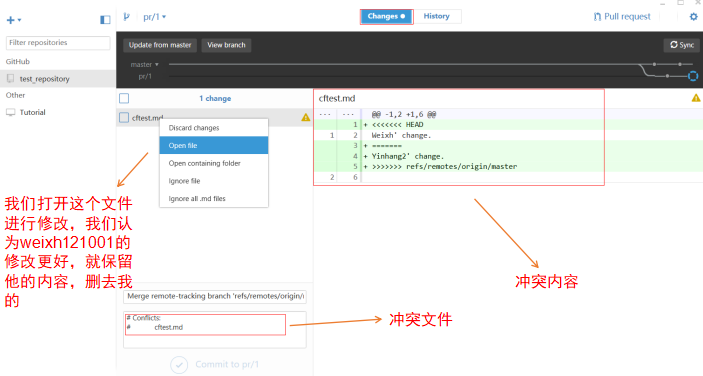 pr/1
Changes
History
Pull request
Filter repositories
GitHub
test_repository
Other
Tutorial
Update from master
View branch
Sync
master
pr/1
1 change
cftest.md
Discard changes
Open file
Open containing folder
Ignore file
Ignore all .md files
cftest.md
... ... @@ -1,2 +1,6 @@
1 + <<<<<<< HEAD
1 2 Weixh' change.
3 + =======
4 + Yinhang2' change.
5 + >>>>>>> refs/remotes/origin/master
2 6
我们打开这个文件
进行修改，我们认
为weixh121001的
修改更好，就保留
他的内容，删去我
的
冲突内容
Merge remote-tracking branch 'refs/remotes/origin/
# Conflicts:
# cftest.md
冲突文件
Commit to pr/1